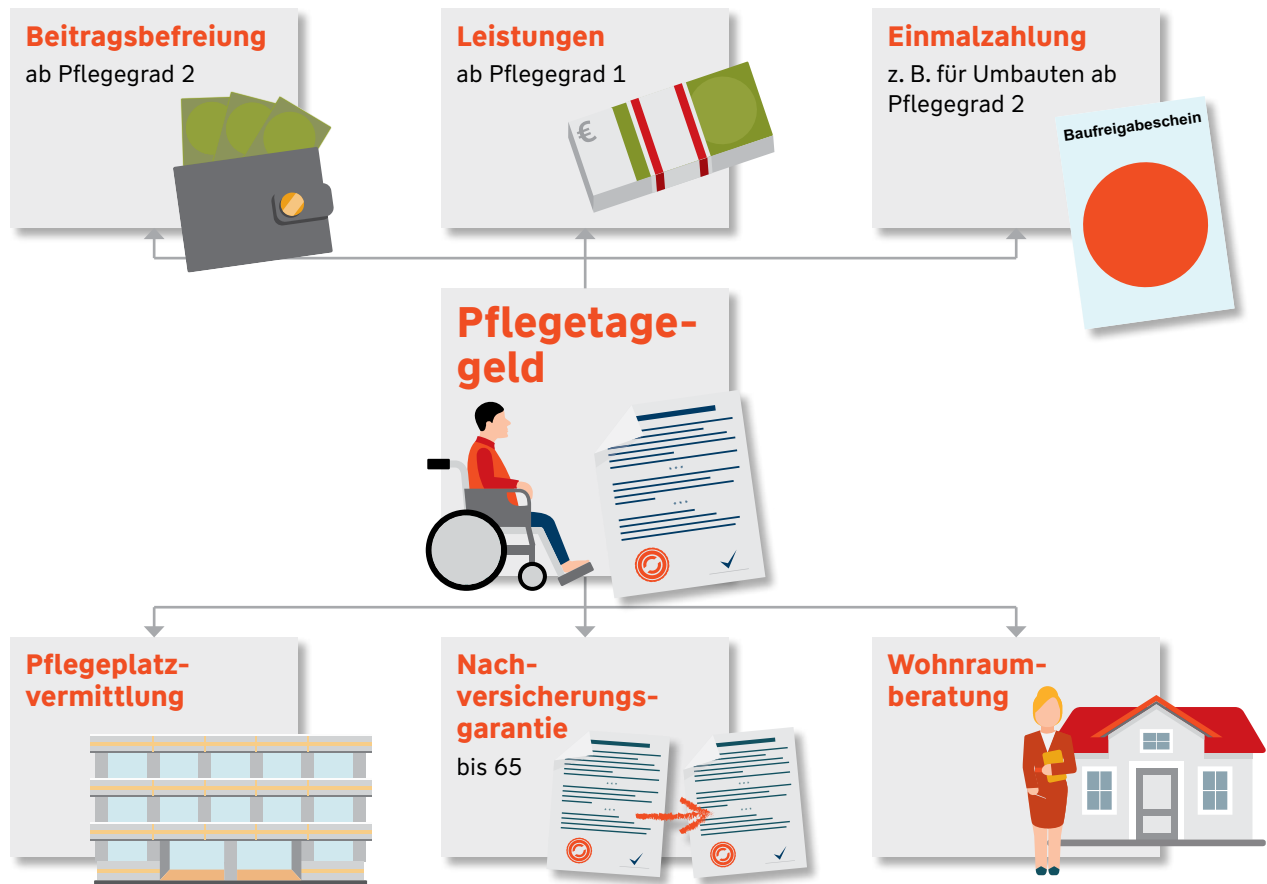 Beitragsbefreiung
ab Pflegegrad 2
Leistungen
ab Pflegegrad 1
€
Einmalzahlung
z. B. für Umbauten ab
Pflegegrad 2
Baufreigabeschein
Pflegetage-
geld
Pflegeplatz-
vermittlung
Nach-
versicherungs-
garantie
bis 65
Wohnraum-
beratung